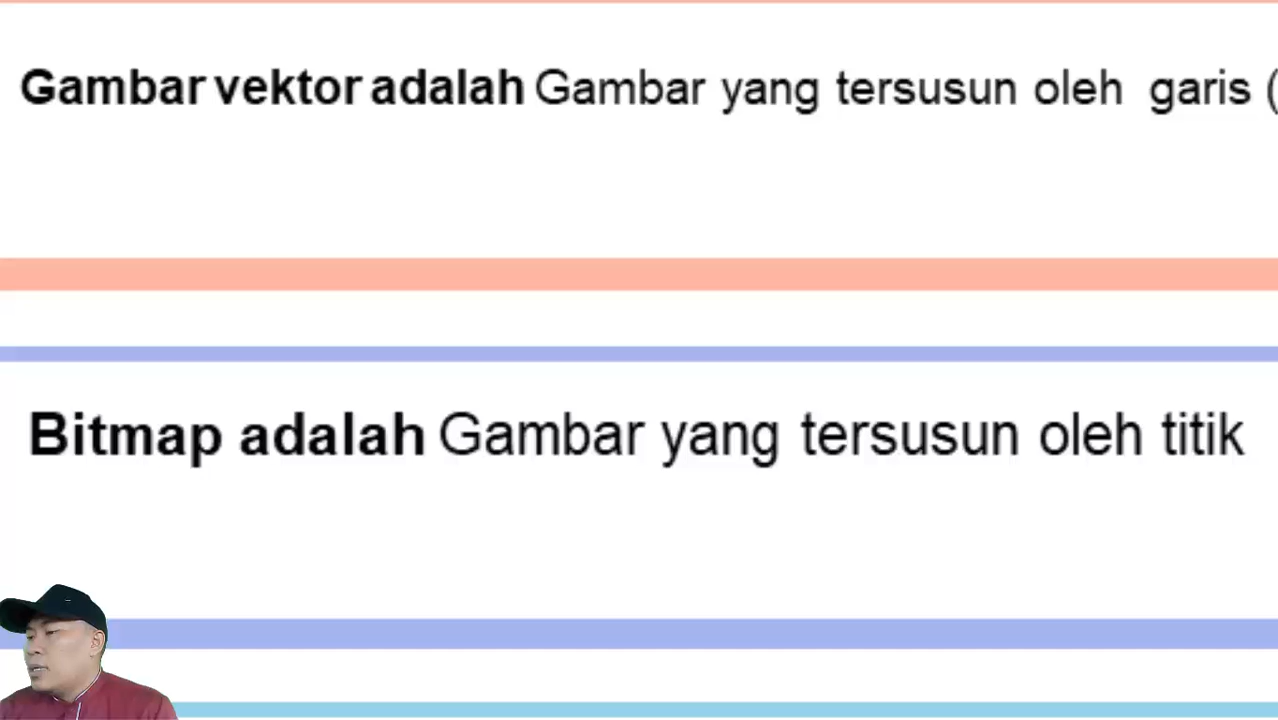 Gambar vektor adalah Gambar yang tersusun oleh garis (
Bitmap adalah Gambar yang tersusun oleh titik